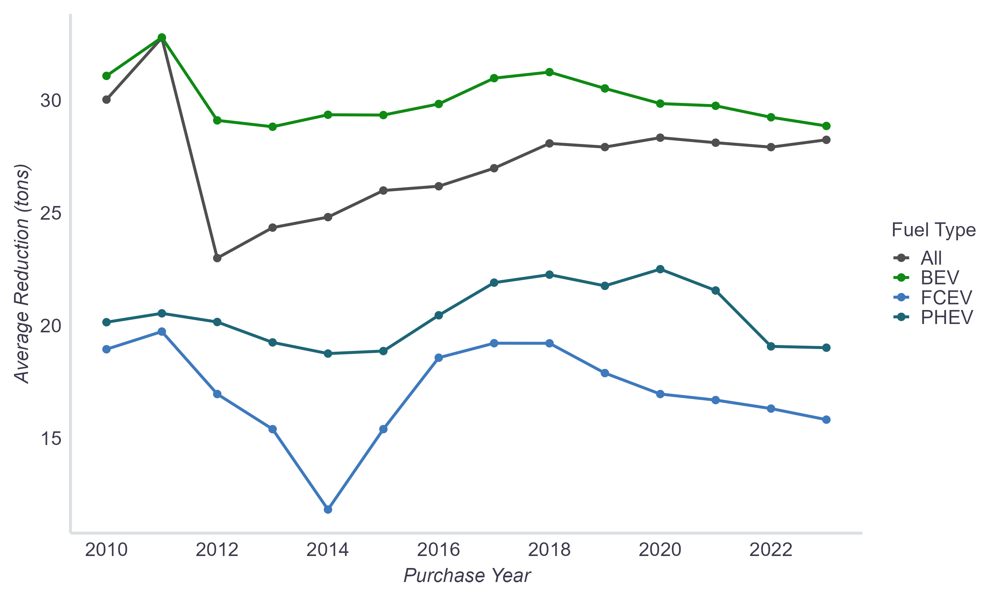 Average Reduction (tons)
30
25
20
15
2010 2012 2014 2016 2018 2020 2022
Purchase Year
Fuel Type
All
BEV
FCEV
PHEV